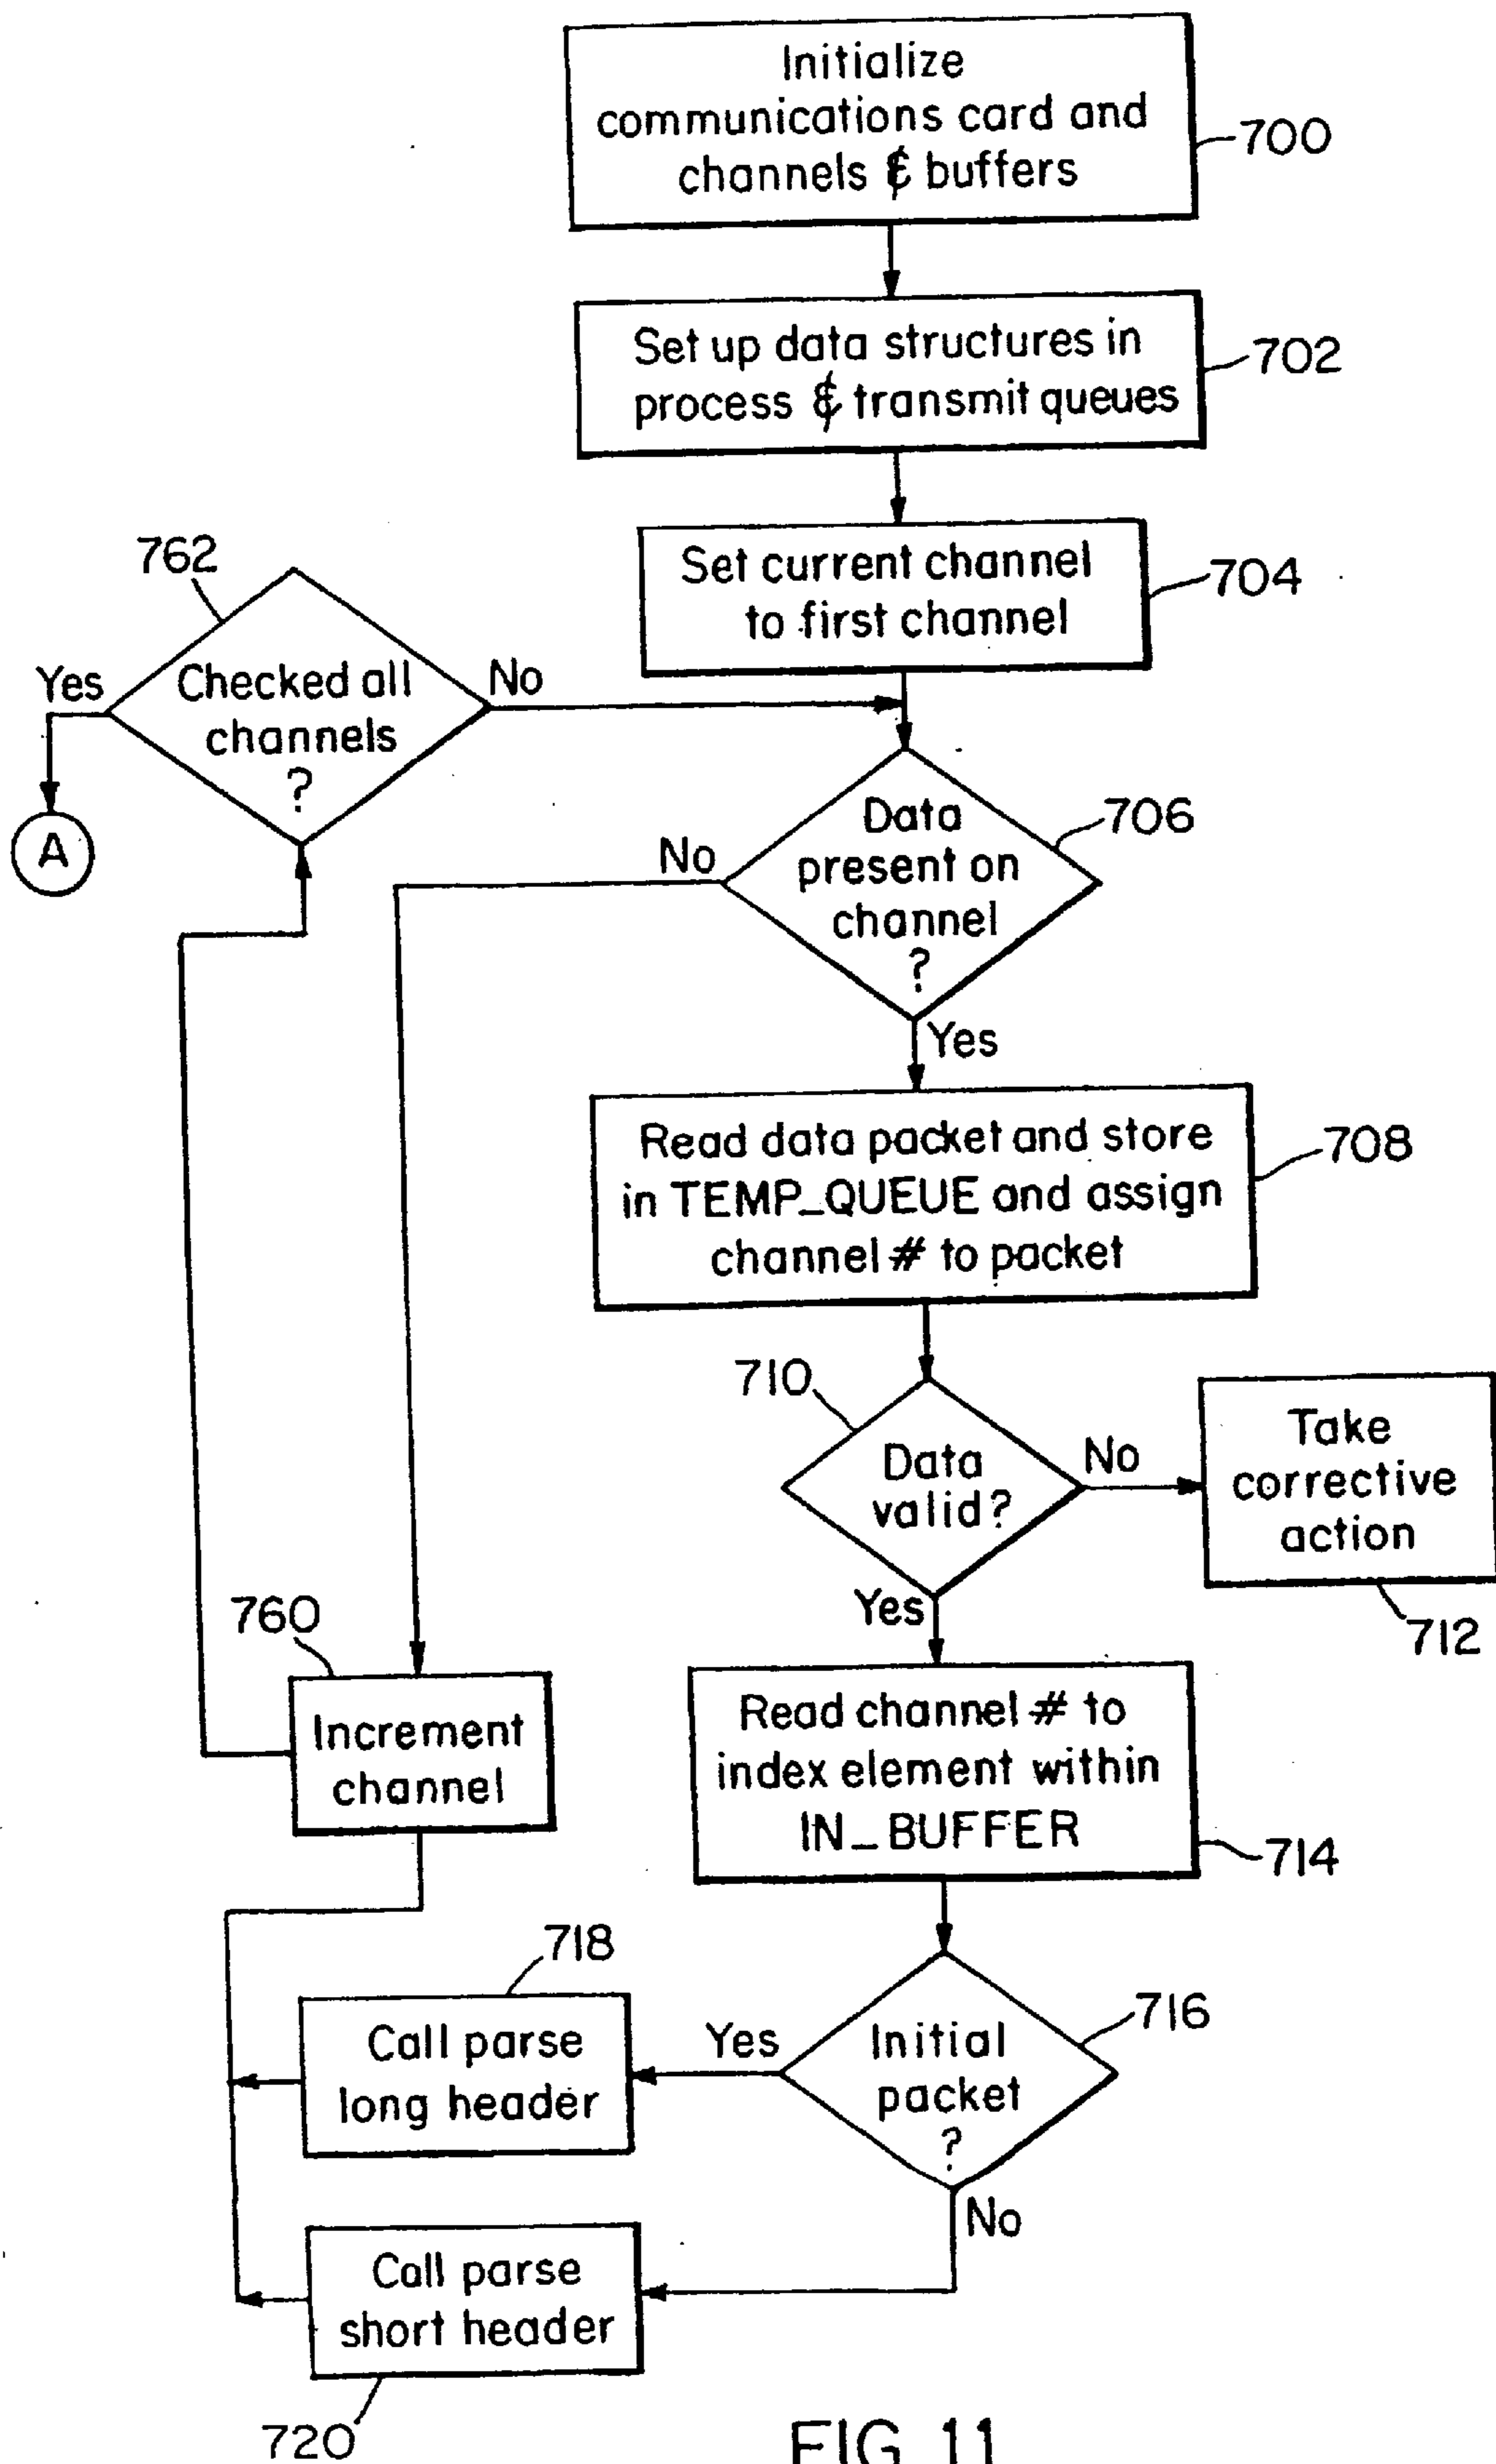 Initialize
communications card and
channels & buffers
700
Set up data structures in
process & transmit queues
702
Set current channel
to first channel
704
762
Checked all
channels
?
Yes
No
A
Data
present on
channel
?
706
No
Yes
Read data packet and store
in TEMP_QUEUE and assign
channel # to packet
708
710
Data
valid?
No
Yes
Take
corrective
action
712
760
Increment
channel
Read channel # to
index element within
IN_BUFFER
714
718
Call parse
long header
Yes
Initial
packet
?
716
No
Call parse
short header
720
FIG. 11